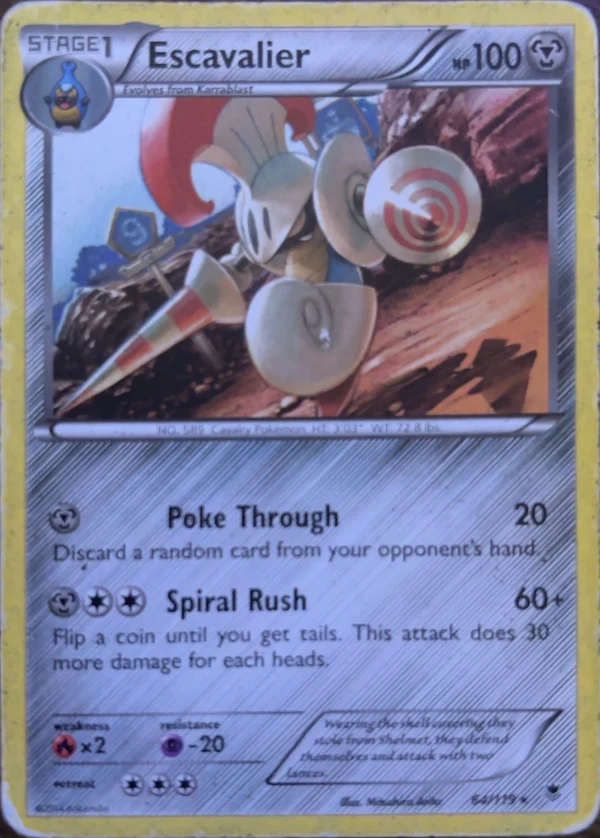 STAGE1
Escavalier
HP100
Evolves from Karrablast
NO. 589 Cavalry Pokémon HT: 3'03" WT: 72.8 lbs.
Poke Through 20
Discard a random card from your opponent's hand.
Spiral Rush 60+
Flip a coin until you get tails. This attack does 30
more damage for each heads.
weakness resistance
×2 -20
retreat
Wearing the shell covering they
stole from Shelmet, they defend
themselves and attack with two
lances.
Illus. 64/119